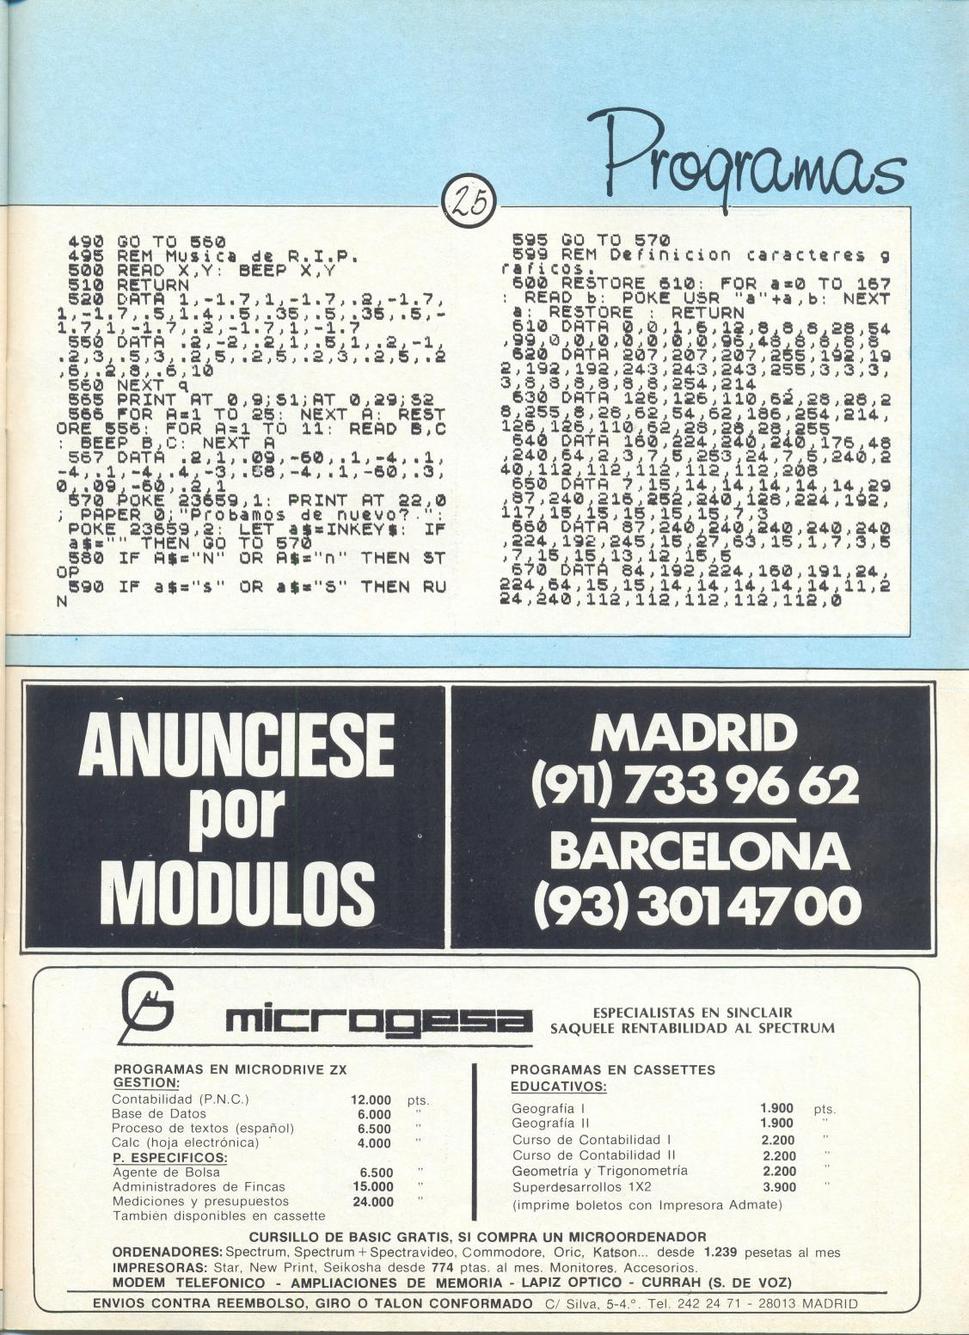 Programas
25
490 GO TO 560
495 REM Musica de R.I.P.
500 READ X,Y: BEEP X,Y
510 RETURN
520 DATA 1,-1.7,1,-1.7,.2,-1.7,
1,-1.7,.5,1.4,.5,.35,.5,.35,.5,-
1.7,1,-1.7,.2,-1.7,1,-1.7
550 DATA .2,-2,.2,1,.5,1,.2,-1,
.2,3,.5,3,.2,5,.2,5,.2,3,.2,5,.2
,6,.2,8,.6,10
560 NEXT q
565 PRINT AT 0,9;S1;AT 0,29;S2
566 FOR A=1 TO 25: NEXT A: REST
ORE 556: FOR A=1 TO 11: READ B,C
: BEEP B,C: NEXT A
567 DATA .2,1,.09,-60,.1,-4,.1,
-4,.1,-4,.4,-3,.68,-4,.1,-60,.3,
0,.09,-60,.2,1
570 POKE 23659,1: PRINT AT 22,0
; PAPER 0;"Probamos de nuevo?.":
POKE 23659,2: LET a$=INKEY$: IF
a$="" THEN GO TO 570
580 IF A$="N" OR A$="n" THEN ST
OP
590 IF a$="s" OR a$="S" THEN RU
N
595 GO TO 570
599 REM Definicion caracteres g
raficos.
600 RESTORE 610: FOR a=0 TO 167
: READ b: POKE USR "a"+a,b: NEXT
a: RESTORE : RETURN
610 DATA 0,0,1,6,12,8,8,8,28,54
,99,0,0,0,0,0,0,0,96,48,8,8,8,8
620 DATA 207,207,207,255,192,19
2,192,192,243,243,243,255,3,3,3,
3,8,8,8,8,8,8,254,214
630 DATA 126,126,110,62,28,28,2
8,255,8,28,62,54,62,186,254,214,
126,126,110,62,28,28,28,255
640 DATA 160,224,240,240,176,48
,240,64,2,3,7,5,253,24,7,5,240,2
40,112,112,112,112,112,208
650 DATA 7,15,14,14,14,14,14,29
,87,240,216,252,240,128,224,192,
117,15,15,15,15,15,7,3
660 DATA 87,240,240,240,240,240
,224,192,245,15,27,63,15,1,7,3,5
,7,15,15,13,12,15,5
670 DATA 84,192,224,160,191,24,
224,64,15,15,14,14,14,14,11,2
24,240,112,112,112,112,112,0
ANUNCIESE
por
MODULOS
MADRID
(91) 733 96 62
BARCELONA
(93) 301 47 00
microgesa
ESPECIALISTAS EN SINCLAIR
SAQUELE RENTABILIDAD AL SPECTRUM
PROGRAMAS EN MICRODRIVE ZX
GESTION:
Contabilidad (P.N.C.) 12.000 pts.
Base de Datos 6.000 "
Proceso de textos (español) 6.500 "
Calc (hoja electrónica) 4.000 "
P. ESPECIFICOS:
Agente de Bolsa 6.500 "
Administradores de Fincas 15.000 "
Mediciones y presupuestos 24.000 "
También disponibles en cassette
PROGRAMAS EN CASSETTES
EDUCATIVOS:
Geografía I 1.900 pts.
Geografía II 1.900 "
Curso de Contabilidad I 2.200 "
Curso de Contabilidad II 2.200 "
Geometría y Trigonometría 2.200 "
Superdesarrollos 1X2 3.900 "
(imprime boletos con Impresora Admate)
CURSILLO DE BASIC GRATIS, SI COMPRA UN MICROORDENADOR
ORDENADORES: Spectrum, Spectrum + Spectravideo, Commodore, Oric, Katson... desde 1.239 pesetas al mes
IMPRESORAS: Star, New Print, Seikosha desde 774 ptas. al mes. Monitores. Accesorios.
MODEM TELEFONICO - AMPLIACIONES DE MEMORIA - LAPIZ OPTICO - CURRAH (S. DE VOZ)
ENVIOS CONTRA REEMBOLSO, GIRO O TALON CONFORMADO C/ Silva, 5-4.º. Tel. 242 24 71 - 28013 MADRID